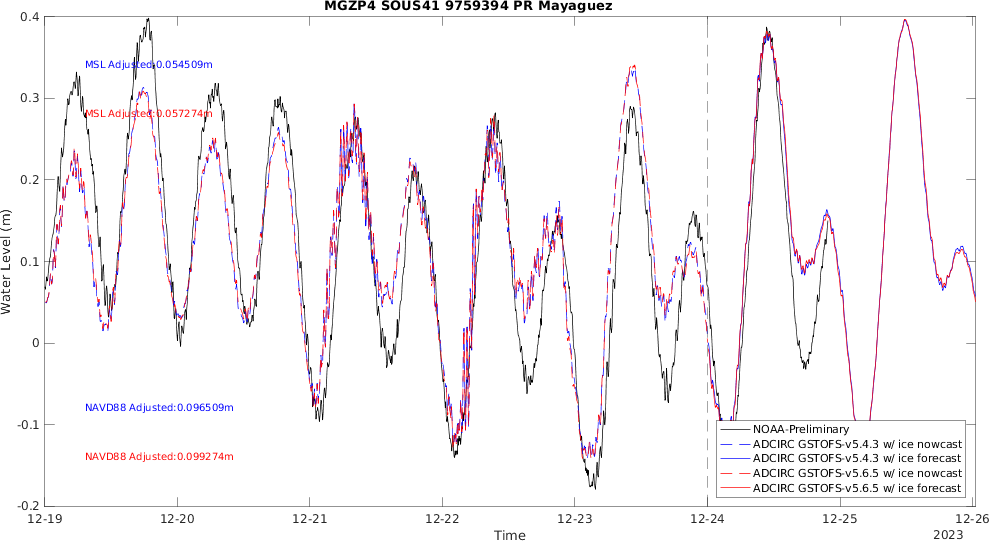 MGZP4 SOUS41 9759394 PR Mayaguez
0.4
MSL Adjusted:0.054509m
0.3
MSL Adjusted:0.057274m
0.2
Water Level (m)
0.1
0
NAVD88 Adjusted:0.096509m
-0.1
NAVD88 Adjusted:0.099274m
-0.2
NOAA-Preliminary
ADCIRC GSTOFS-v5.4.3 w/ ice nowcast
ADCIRC GSTOFS-v5.4.3 w/ ice forecast
ADCIRC GSTOFS-v5.6.5 w/ ice nowcast
ADCIRC GSTOFS-v5.6.5 w/ ice forecast
12-19 12-20 12-21 12-22 12-23 12-24 12-25 12-26
Time
2023